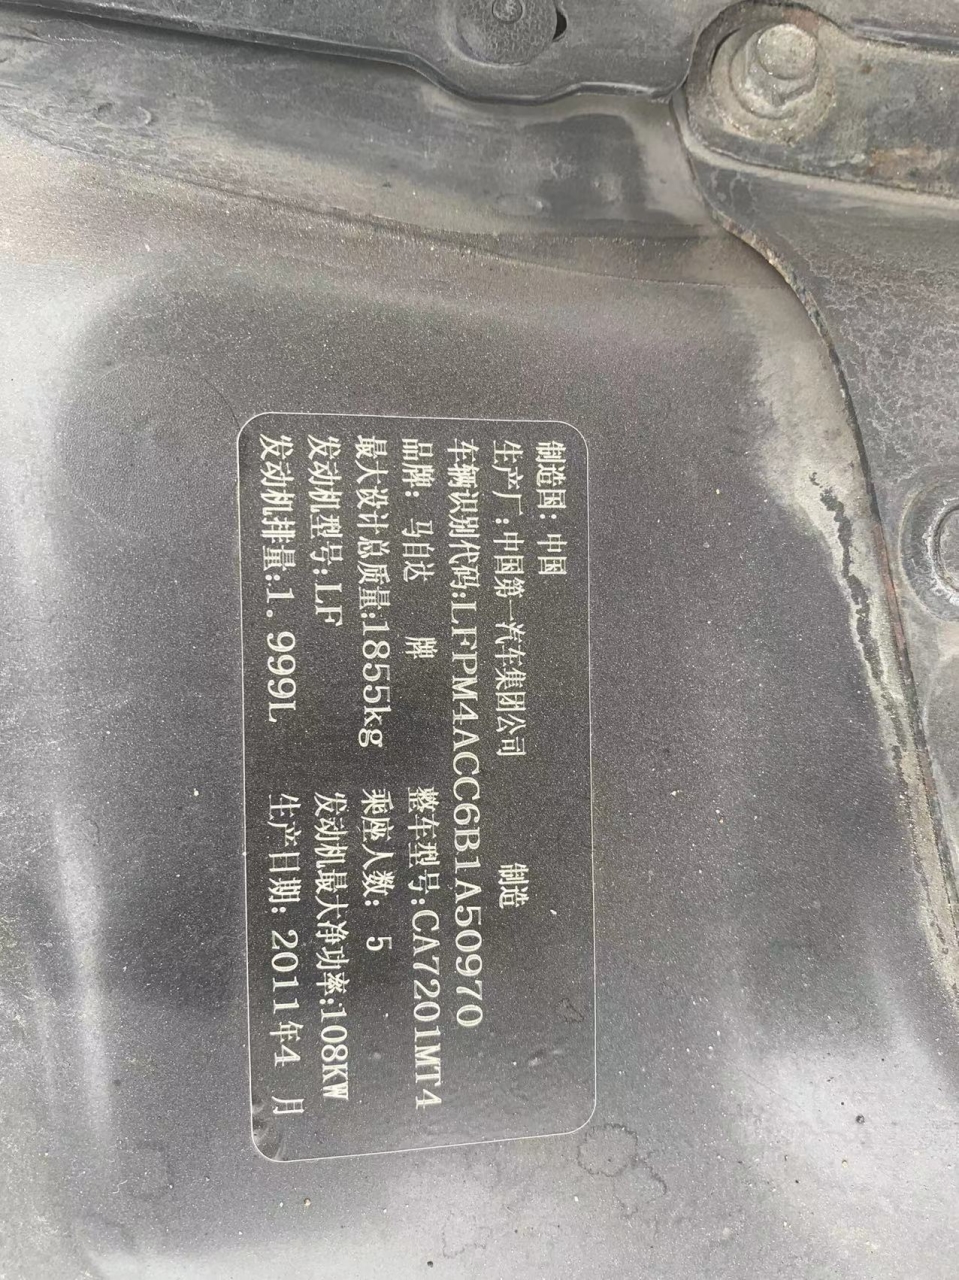 制造国：中国
生产厂：中国第一汽车集团公司 制造
车辆识别代码:LFPM4ACC6B1A50970
品牌：马自达 牌 整车型号:CA7201MT4
最大设计总质量:1855kg 乘座人数：5
发动机型号:LF 发动机最大净功率:108KW
发动机排量:1.999L 生产日期：2011年4 月